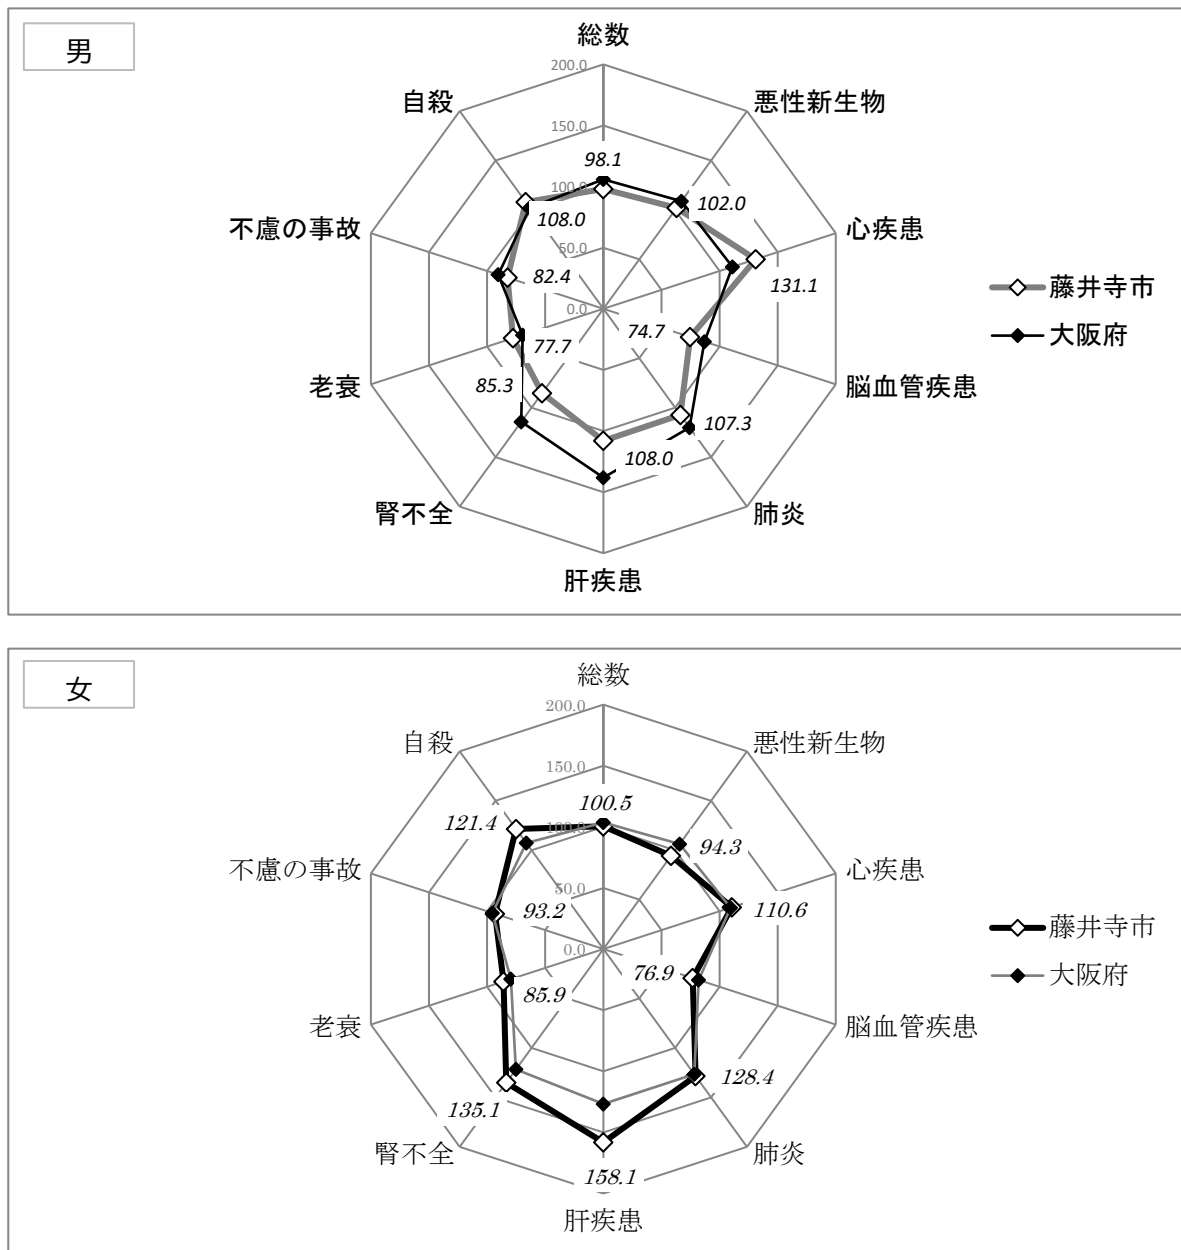 男
総数
200.0
自殺
悪性新生物
150.0
98.1
100.0
102.0
108.0
不慮の事故
心疾患
50.0
82.4
131.1
藤井寺市
0.0
74.7
大阪府
77.7
老衰
85.3
脳血管疾患
107.3
108.0
腎不全
肺炎
肝疾患
女
総数
200.0
自殺
悪性新生物
150.0
100.5
121.4
100.0
94.3
不慮の事故
心疾患
50.0
93.2
110.6
藤井寺市
0.0
76.9
大阪府
85.9
老衰
脳血管疾患
128.4
135.1
腎不全
肺炎
158.1
肝疾患